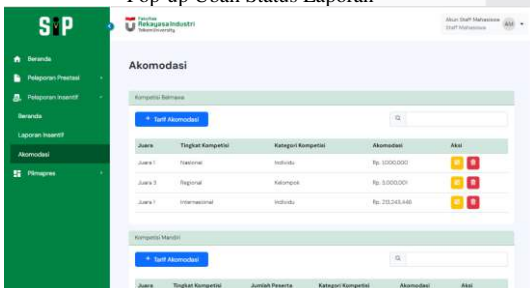 Pop-up Ubah Status Laporan
SIP
Fakultas
Rekayasa Industri
Telkom University
Akun Staff Mahasiswa
Staff Mahasiswa
AM
Beranda
Pelaporan Prestasi
Pelaporan Insentif
Beranda
Laporan Insentif
Akomodasi
Pilmapres
Akomodasi
Kompetisi Belmawa
+ Tarif Akomodasi
Juara Tingkat Kompetisi Kategori Kompetisi Akomodasi Aksi
Juara 1 Nasional Individu Rp. 1.000.000
Juara 3 Regional Kelompok Rp. 5.000.001
Juara 1 Internasional Individu
Kompetisi Mandiri
+ Tarif Akomodasi
Juara Tingkat Kompetisi Jumlah Peserta Kategori Kompetisi Akomodasi Aksi